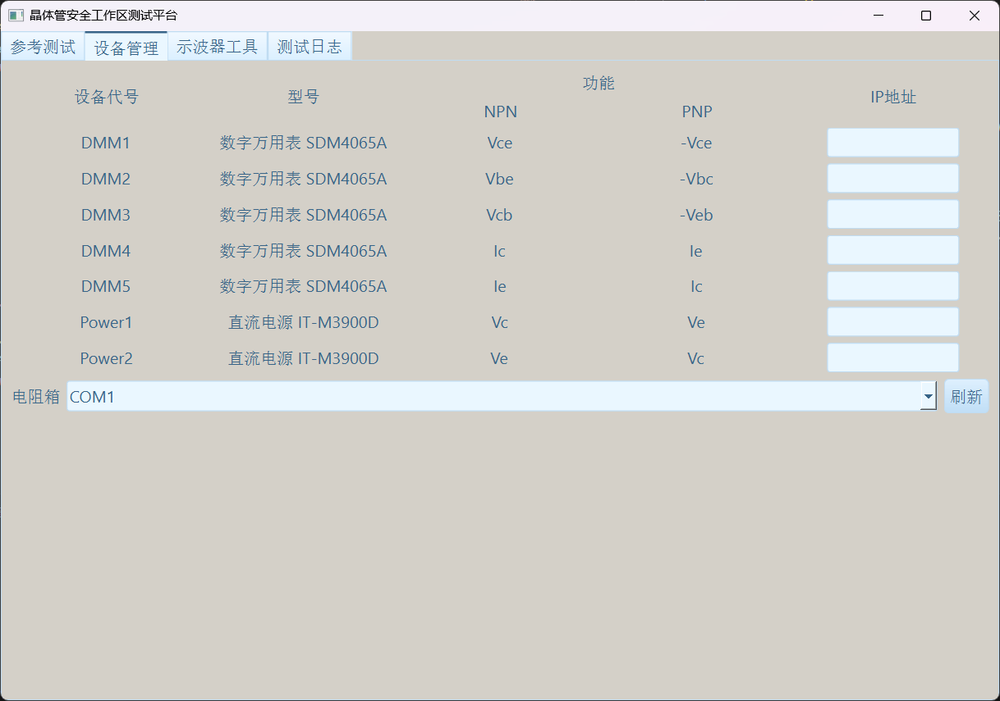 晶体管安全工作区测试平台
参考测试 设备管理 示波器工具 测试日志
设备代号 型号 功能 IP地址
NPN PNP
DMM1 数字万用表 SDM4065A Vce -Vce
DMM2 数字万用表 SDM4065A Vbe -Vbc
DMM3 数字万用表 SDM4065A Vcb -Veb
DMM4 数字万用表 SDM4065A Ic Ie
DMM5 数字万用表 SDM4065A Ie Ic
Power1 直流电源 IT-M3900D Vc Ve
Power2 直流电源 IT-M3900D Ve Vc
电阻箱 COM1 刷新